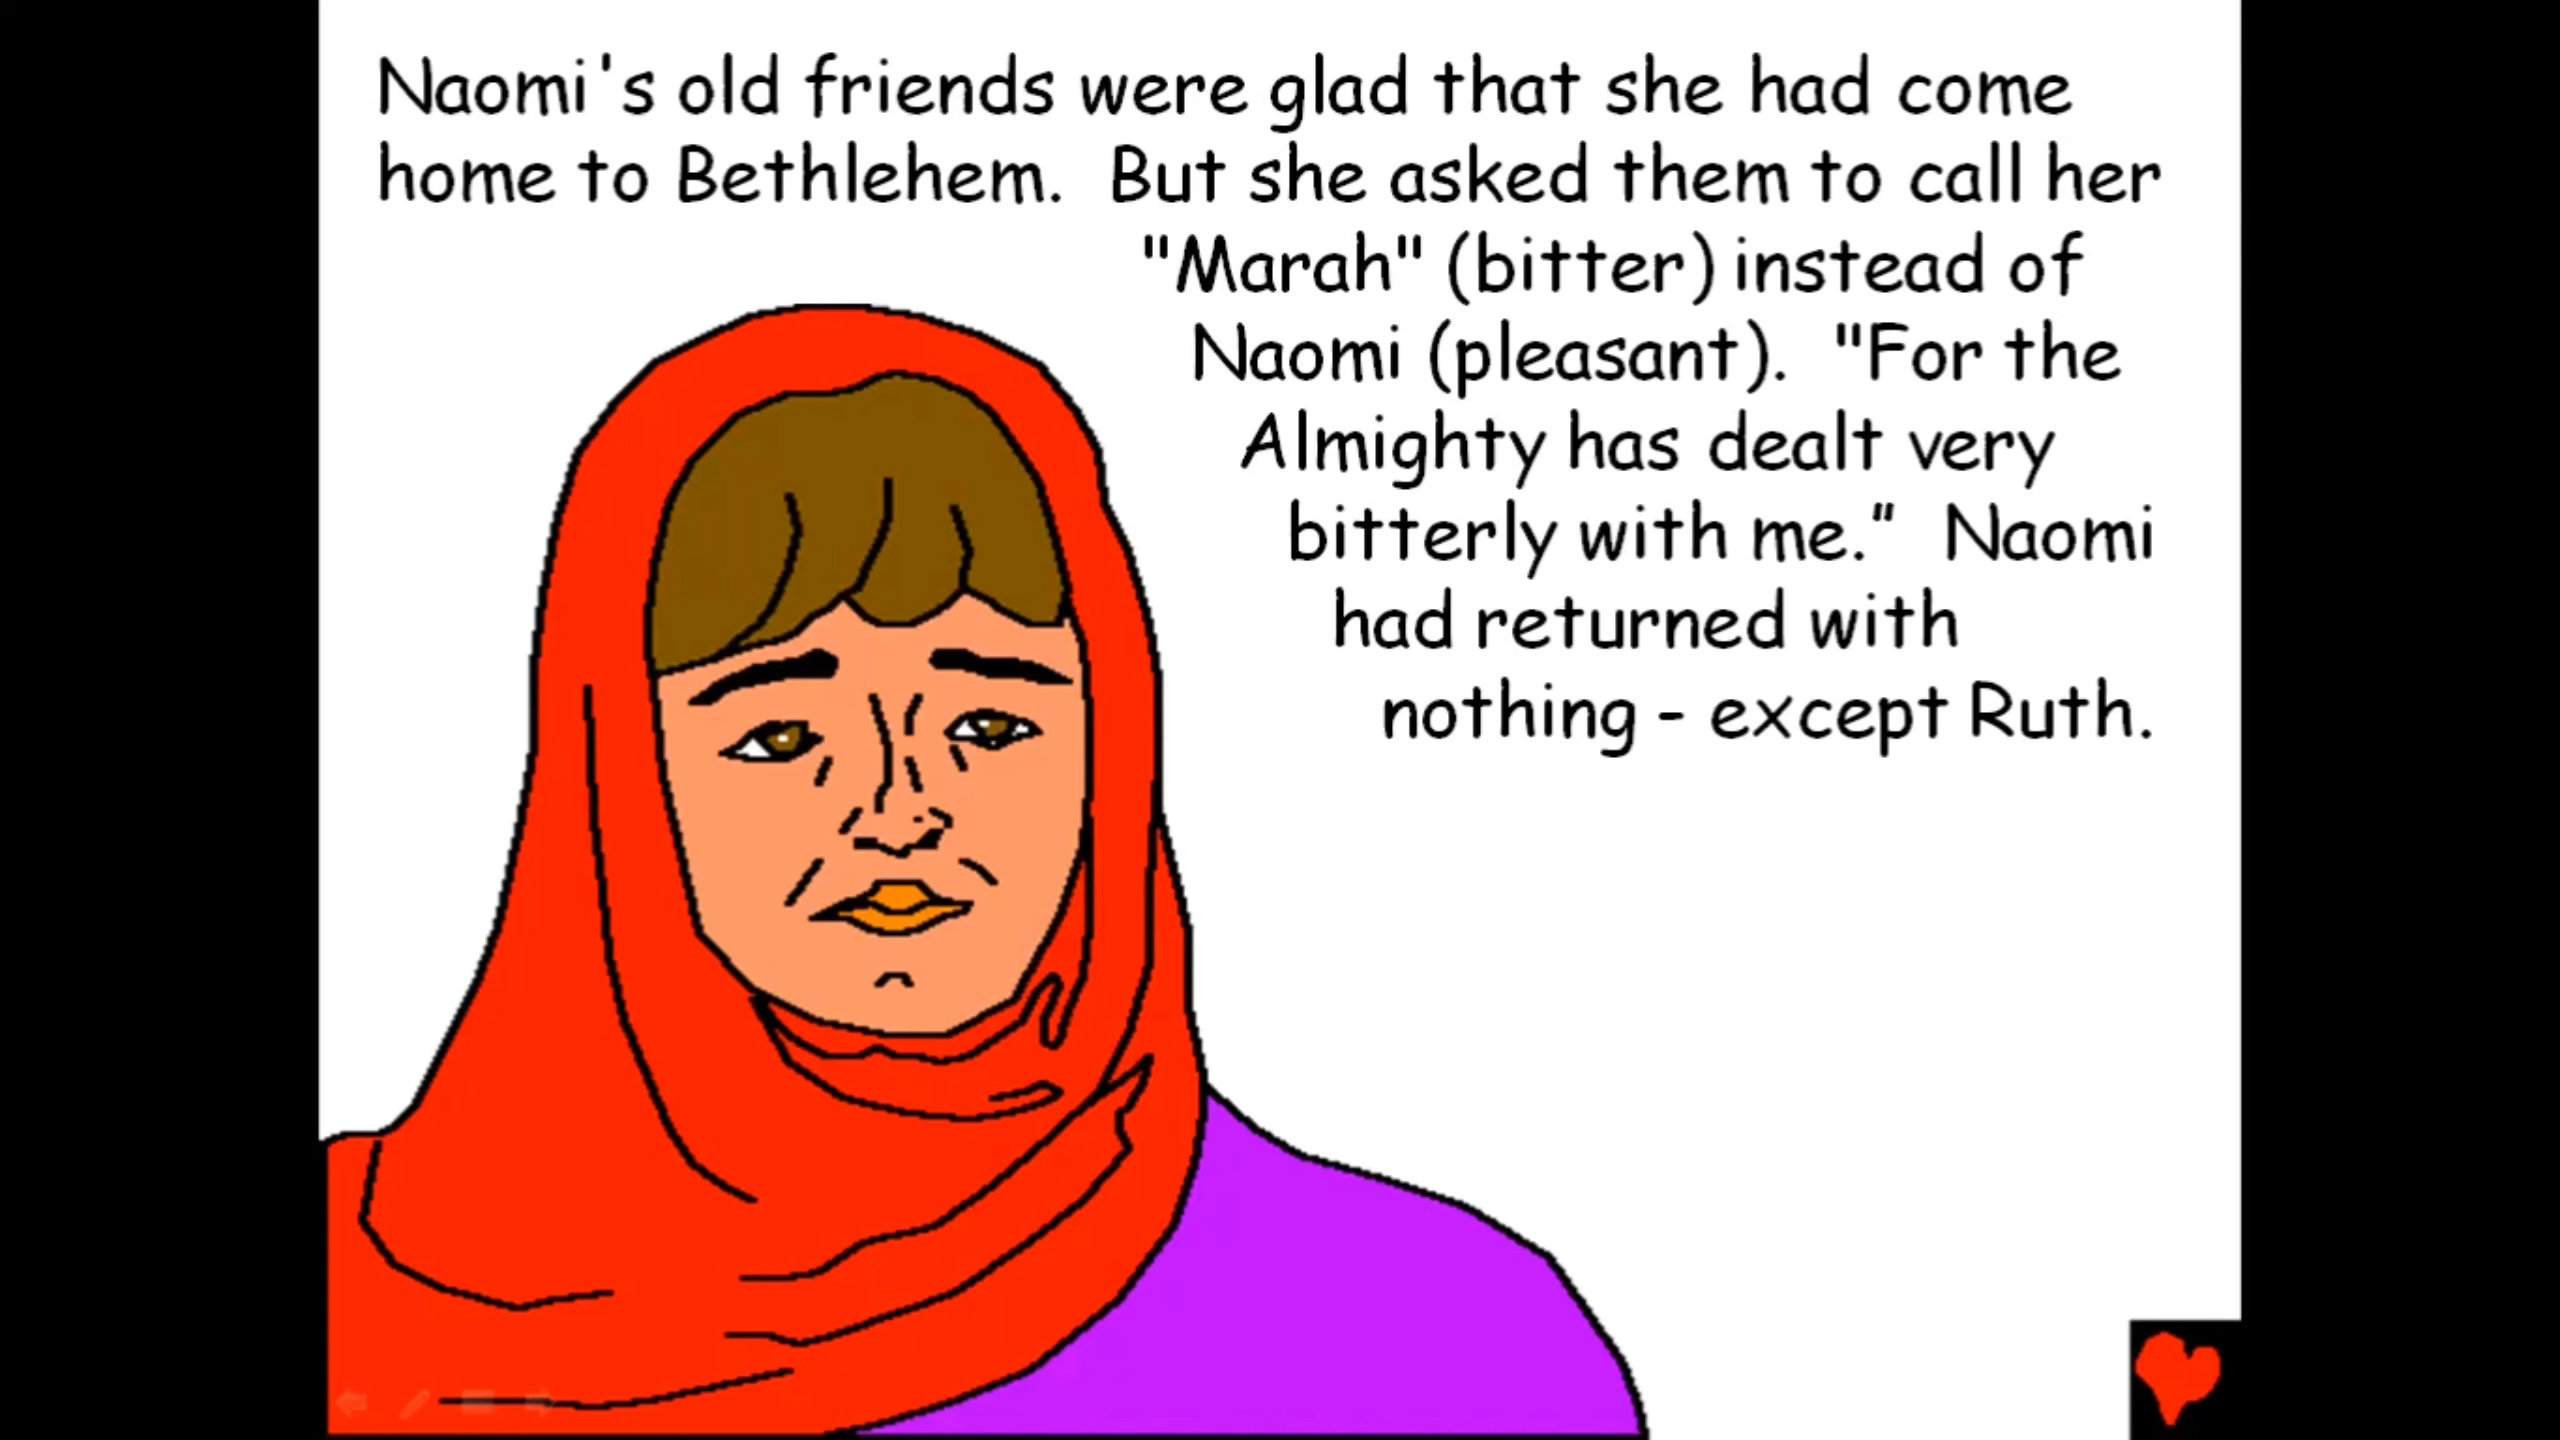 Naomi's old friends were glad that she had come
home to Bethlehem.  But she asked them to call her
"Marah" (bitter) instead of
Naomi (pleasant).  "For the
Almighty has dealt very
bitterly with me.”  Naomi
had returned with
nothing - except Ruth.